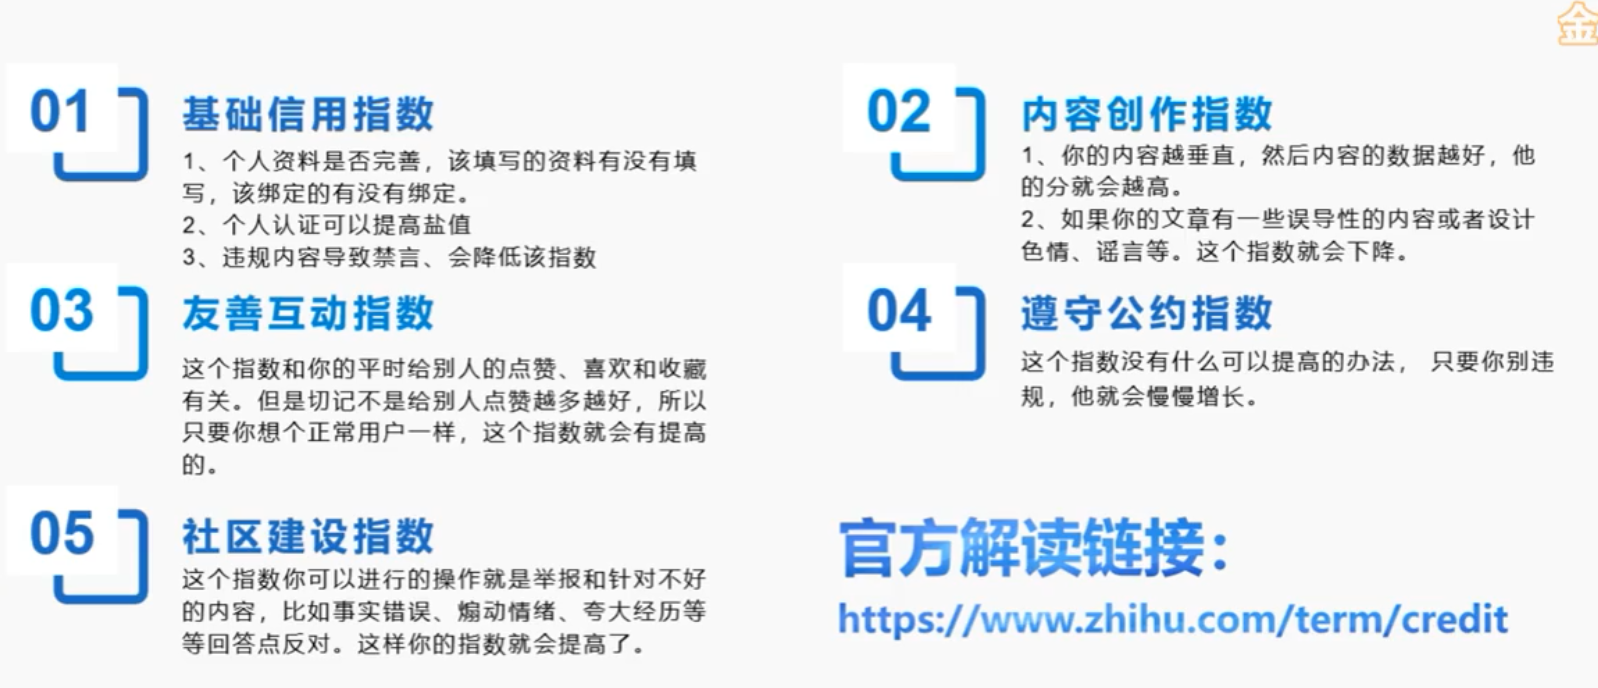 金
01
基础信用指数
1、个人资料是否完善，该填写的资料有没有填
写，该绑定的有没有绑定。
2、个人认证可以提高盐值
3、违规内容导致禁言、会降低该指数
02
内容创作指数
1、你的内容越垂直，然后内容的数据越好，他
的分就会越高。
2、如果你的文章有一些误导性的内容或者设计
色情、谣言等。这个指数就会下降。
03
友善互动指数
这个指数和你的平时给别人的点赞、喜欢和收藏
有关。但是切记不是给别人点赞越多越好，所以
只要你想个正常用户一样，这个指数就会有提高
的。
04
遵守公约指数
这个指数没有什么可以提高的办法， 只要你别违
规，他就会慢慢增长。
05
社区建设指数
这个指数你可以进行的操作就是举报和针对不好
的内容，比如事实错误、煽动情绪、夸大经历等
等回答点反对。这样你的指数就会提高了。
官方解读链接：
https://www.zhihu.com/term/credit